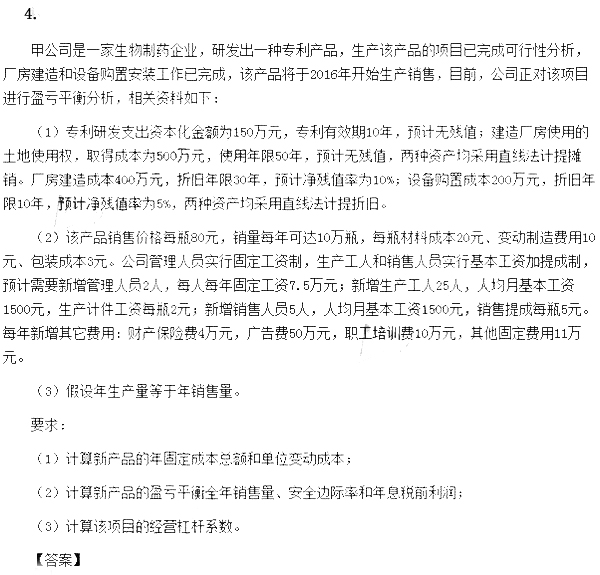 4.
甲公司是一家生物制药企业，研发出一种专利产品，生产该产品的项目已完成可行性分析，
厂房建造和设备购置安装工作已完成，该产品将于2016年开始生产销售，目前，公司正对该项目
进行盈亏平衡分析，相关资料如下：
（1）专利研发支出资本化金额为150万元，专利有效期10年，预计无残值；建造厂房使用的
土地使用权，取得成本为500万元，使用年限50年，预计无残值，两种资产均采用直线法计提摊
销。厂房建造成本400万元，折旧年限30年，预计净残值率为10%；设备购置成本200万元，折旧年
限10年，预计净残值率为5%，两种资产均采用直线法计提折旧。
（2）该产品销售价格每瓶80元，销量每年可达10万瓶，每瓶材料成本20元、变动制造费用10
元、包装成本3元。公司管理人员实行固定工资制，生产工人和销售人员实行基本工资加提成制，
预计需要新增管理人员2人，每人每年固定工资7.5万元；新增生产工人25人，人均月基本工资
1500元，生产计件工资每瓶2元；新增销售人员5人，人均月基本工资1500元，销售提成每瓶5元。
每年新增其它费用：财产保险费4万元，广告费50万元，职工培训费10万元，其他固定费用11万
元。
（3）假设年生产量等于年销售量。
要求：
（1）计算新产品的年固定成本总额和单位变动成本；
（2）计算新产品的盈亏平衡全年销售量、安全边际率和年息税前利润；
（3）计算该项目的经营杠杆系数。
【答案】